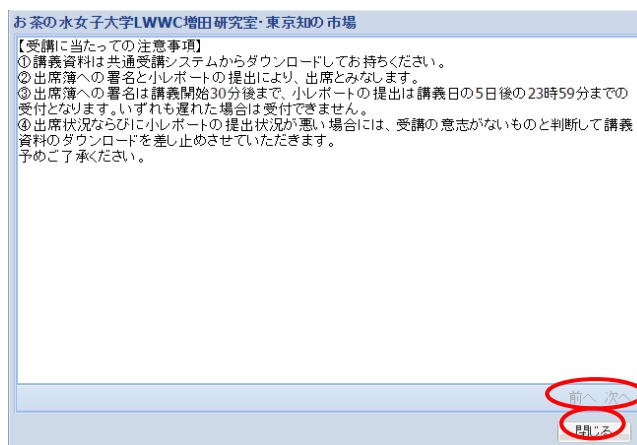 お茶の水女子大学LWWC増田研究室・東京知の市場
【受講に当たっての注意事項】
①講義資料は共通受講システムからダウンロードしてお持ちください。
②出席簿への署名と小レポートの提出により、出席とみなします。
③出席簿への署名は講義開始30分後まで、小レポートの提出は講義日の5日後の23時59分までの
受付となります。いずれも遅れた場合は受付できません。
④出席状況ならびに小レポートの提出状況が悪い場合には、受講の意志がないものと判断して講義
資料のダウンロードを差し止めさせていただきます。
予めご了承ください。
前へ 次へ
閉じる